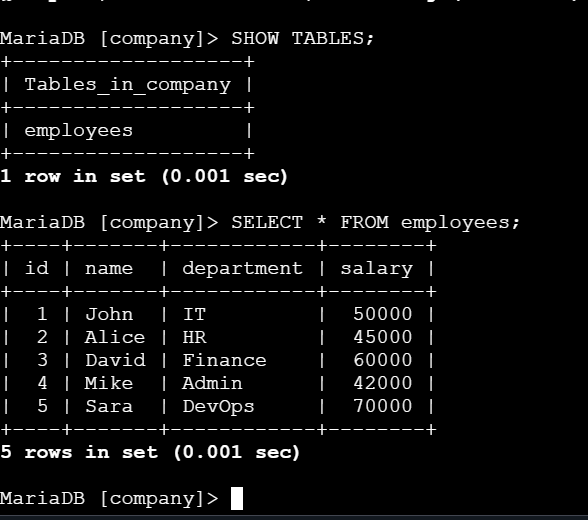 MariaDB [company]> SHOW TABLES;
+-------------------+
| Tables_in_company |
+-------------------+
| employees         |
+-------------------+
1 row in set (0.001 sec)
MariaDB [company]> SELECT * FROM employees;
+----+-------+------------+--------+
| id | name  | department | salary |
+----+-------+------------+--------+
|  1 | John  | IT         |  50000 |
|  2 | Alice | HR         |  45000 |
|  3 | David | Finance    |  60000 |
|  4 | Mike  | Admin      |  42000 |
|  5 | Sara  | DevOps     |  70000 |
+----+-------+------------+--------+
5 rows in set (0.001 sec)
MariaDB [company]>